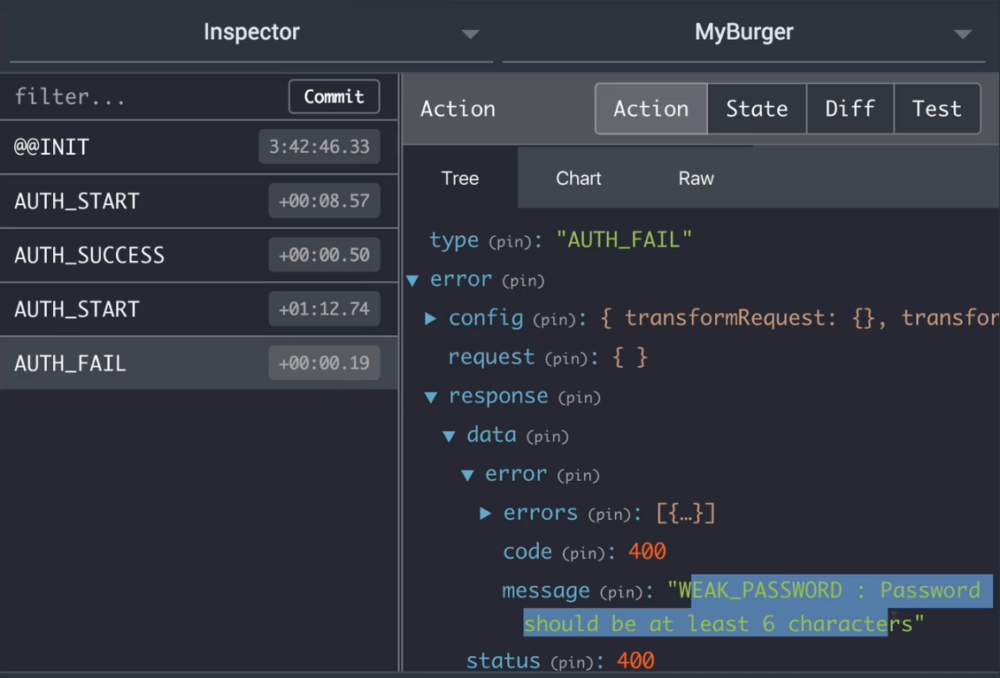 Inspector
MyBurger
filter...
Commit
@@INIT
3:42:46.33
AUTH_START
+00:08.57
AUTH_SUCCESS
+00:00.50
AUTH_START
+01:12.74
AUTH_FAIL
+00:00.19
Action
Action
State
Diff
Test
Tree
Chart
Raw
type (pin): "AUTH_FAIL"
error (pin)
config (pin): { transformRequest: {}, transfor
request (pin): { }
response (pin)
data (pin)
error (pin)
errors (pin): [{…}]
code (pin): 400
message (pin): "WEAK_PASSWORD : Password
should be at least 6 characters"
status (pin): 400